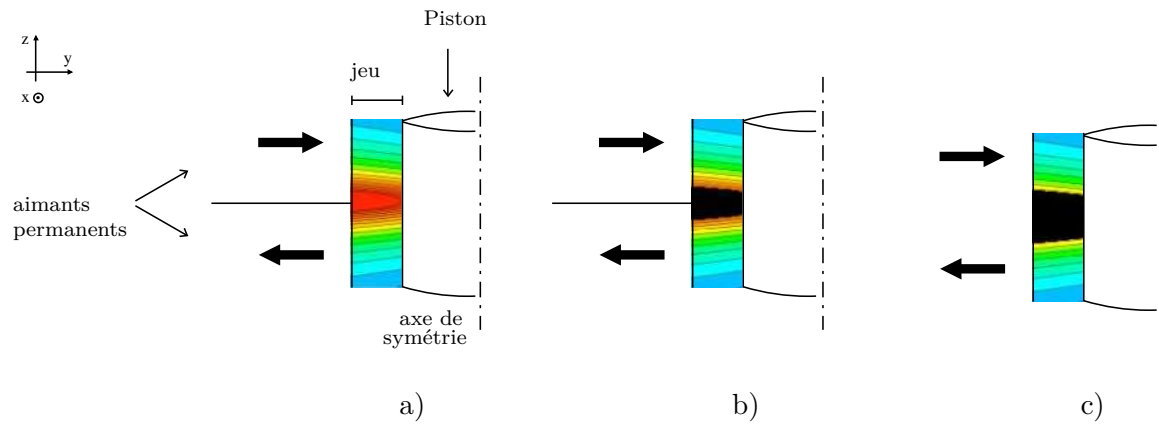 Piston
z
y
x
jeu
aimants
permanents
axe de
symétrie
a)
b)
c)